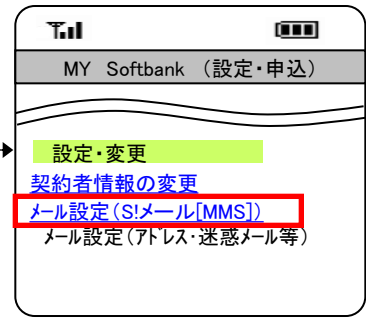 MY Softbank （設定・申込）
設定・変更
契約者情報の変更
ﾒｰﾙ設定（S!ﾒｰﾙ[MMS]）
ﾒｰﾙ設定（ｱﾄﾞﾚｽ・迷惑ﾒｰﾙ等）